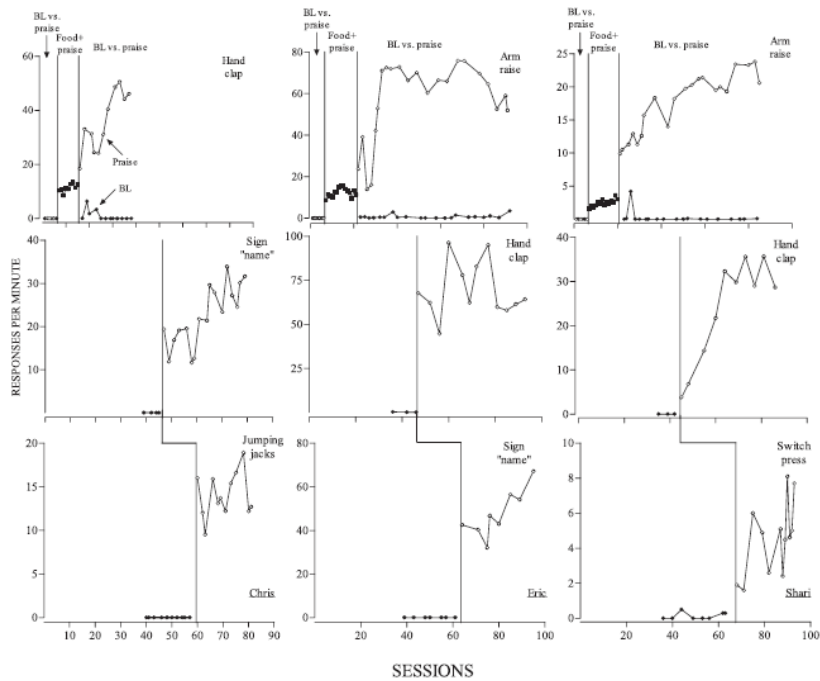 BL vs.
praise
Food+
praise
BL vs. praise
Hand
clap
60
40
20
0
Praise
BL
BL vs.
praise
Food+
praise
BL vs. praise
Arm
raise
80
60
40
20
0
BL vs.
praise
Food+
praise
BL vs. praise
Arm
raise
25
20
15
10
5
RESPONSES PER MINUTE
Sign
"name"
40
30
20
10
0
Hand
clap
100
75
50
25
Hand
clap
40
30
20
10
0
Jumping
jacks
20
15
10
5
0
Chris
10 20 30 40 50 60 70 80 90
Sign
"name"
80
60
40
20
0
Eric
20 40 60 80 100
Switch
press
10
8
6
4
2
0
Shari
20 40 60 80 100
SESSIONS